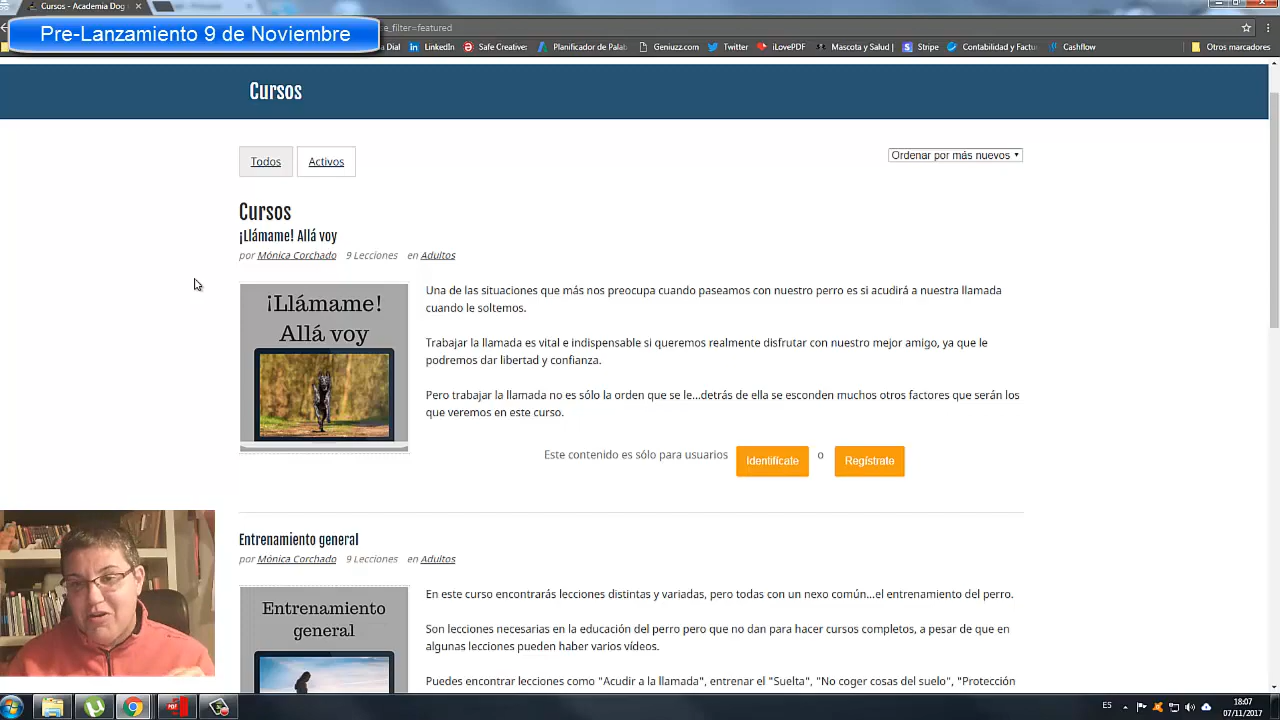 Cursos - Academia Dog
Pre-Lanzamiento 9 de Noviembre
_filter=featured
Dial
LinkedIn
Safe Creative:
Planificador de Palab
Geniuzz.com
Twitter
iLovePDF
Mascota y Salud |
Stripe
Contabilidad y Factu
Cashflow
Otros marcadores
Cursos
Todos
Activos
Ordenar por más nuevos
Cursos
¡Llámame! Allá voy
por Mónica Corchado 9 Lecciones en Adultos
¡Llámame!
Allá voy
Una de las situaciones que más nos preocupa cuando paseamos con nuestro perro es si acudirá a nuestra llamada
cuando le soltemos.
Trabajar la llamada es vital e indispensable si queremos realmente disfrutar con nuestro mejor amigo, ya que le
podremos dar libertad y confianza.
Pero trabajar la llamada no es sólo la orden que se le...detrás de ella se esconden muchos otros factores que serán los
que veremos en este curso.
Este contenido es sólo para usuarios
Identifícate
o
Regístrate
Entrenamiento general
por Mónica Corchado 9 Lecciones en Adultos
Entrenamiento
general
En este curso encontrarás lecciones distintas y variadas, pero todas con un nexo común...el entrenamiento del perro.
Son lecciones necesarias en la educación del perro pero que no dan para hacer cursos completos, a pesar de que en
algunas lecciones pueden haber varios vídeos.
Puedes encontrar lecciones como "Acudir a la llamada", entrenar el "Suelta", "No coger cosas del suelo", "Protección
PDF
ES
18:07
07/11/2017